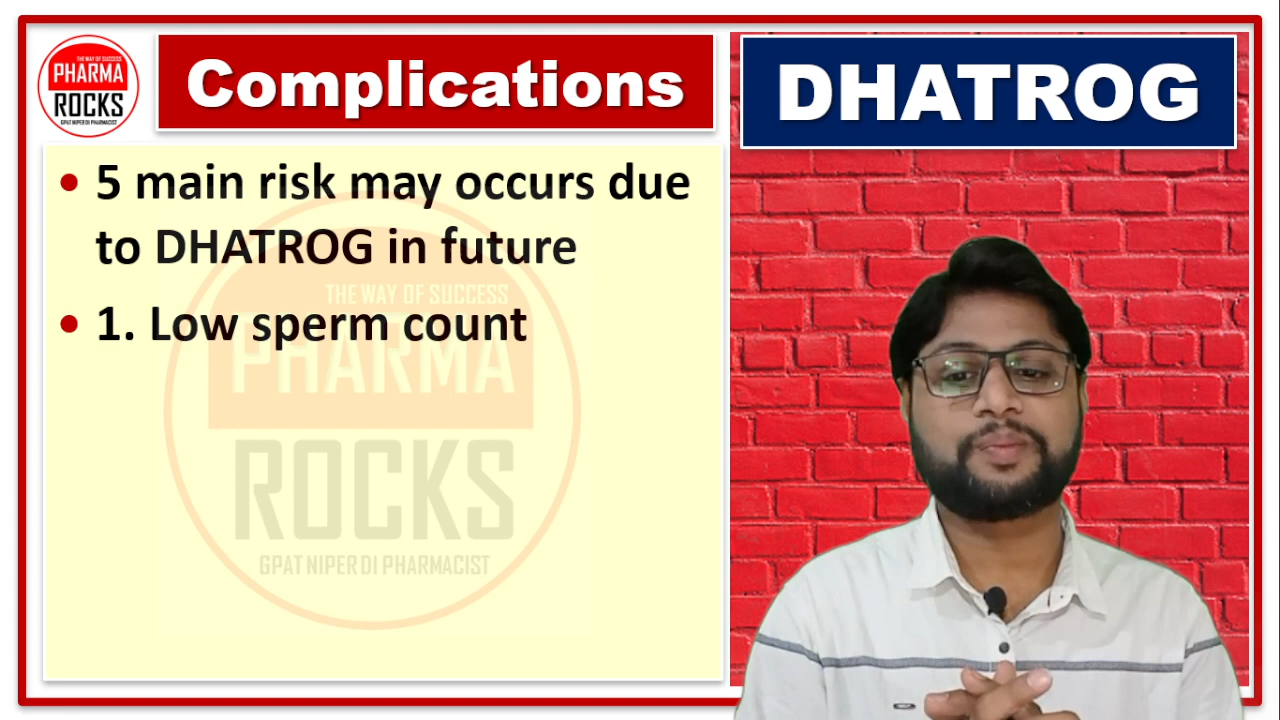 THE WAY OF SUCCESS
PHARMA
ROCKS
GPAT NIPER DI PHARMACIST
Complications
DHATROG
• 5 main risk may occurs due
to DHATROG in future
• 1. Low sperm count
THE WAY OF SUCCESS
PHARMA
ROCKS
GPAT NIPER DI PHARMACIST